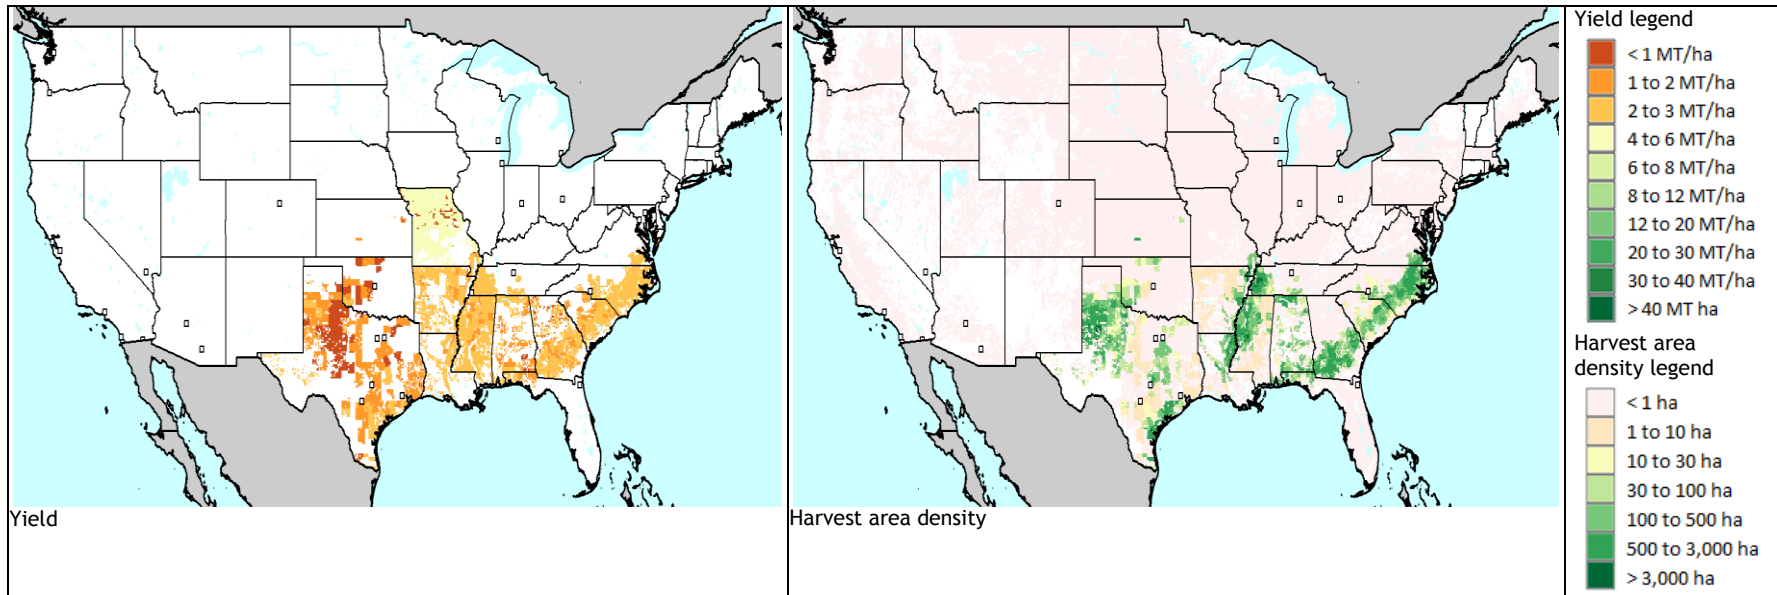 Yield legend
< 1 MT/ha
1 to 2 MT/ha
2 to 3 MT/ha
4 to 6 MT/ha
6 to 8 MT/ha
8 to 12 MT/ha
12 to 20 MT/ha
20 to 30 MT/ha
30 to 40 MT/ha
> 40 MT ha
Harvest area
density legend
< 1 ha
1 to 10 ha
10 to 30 ha
30 to 100 ha
100 to 500 ha
500 to 3,000 ha
> 3,000 ha
Yield
Harvest area density